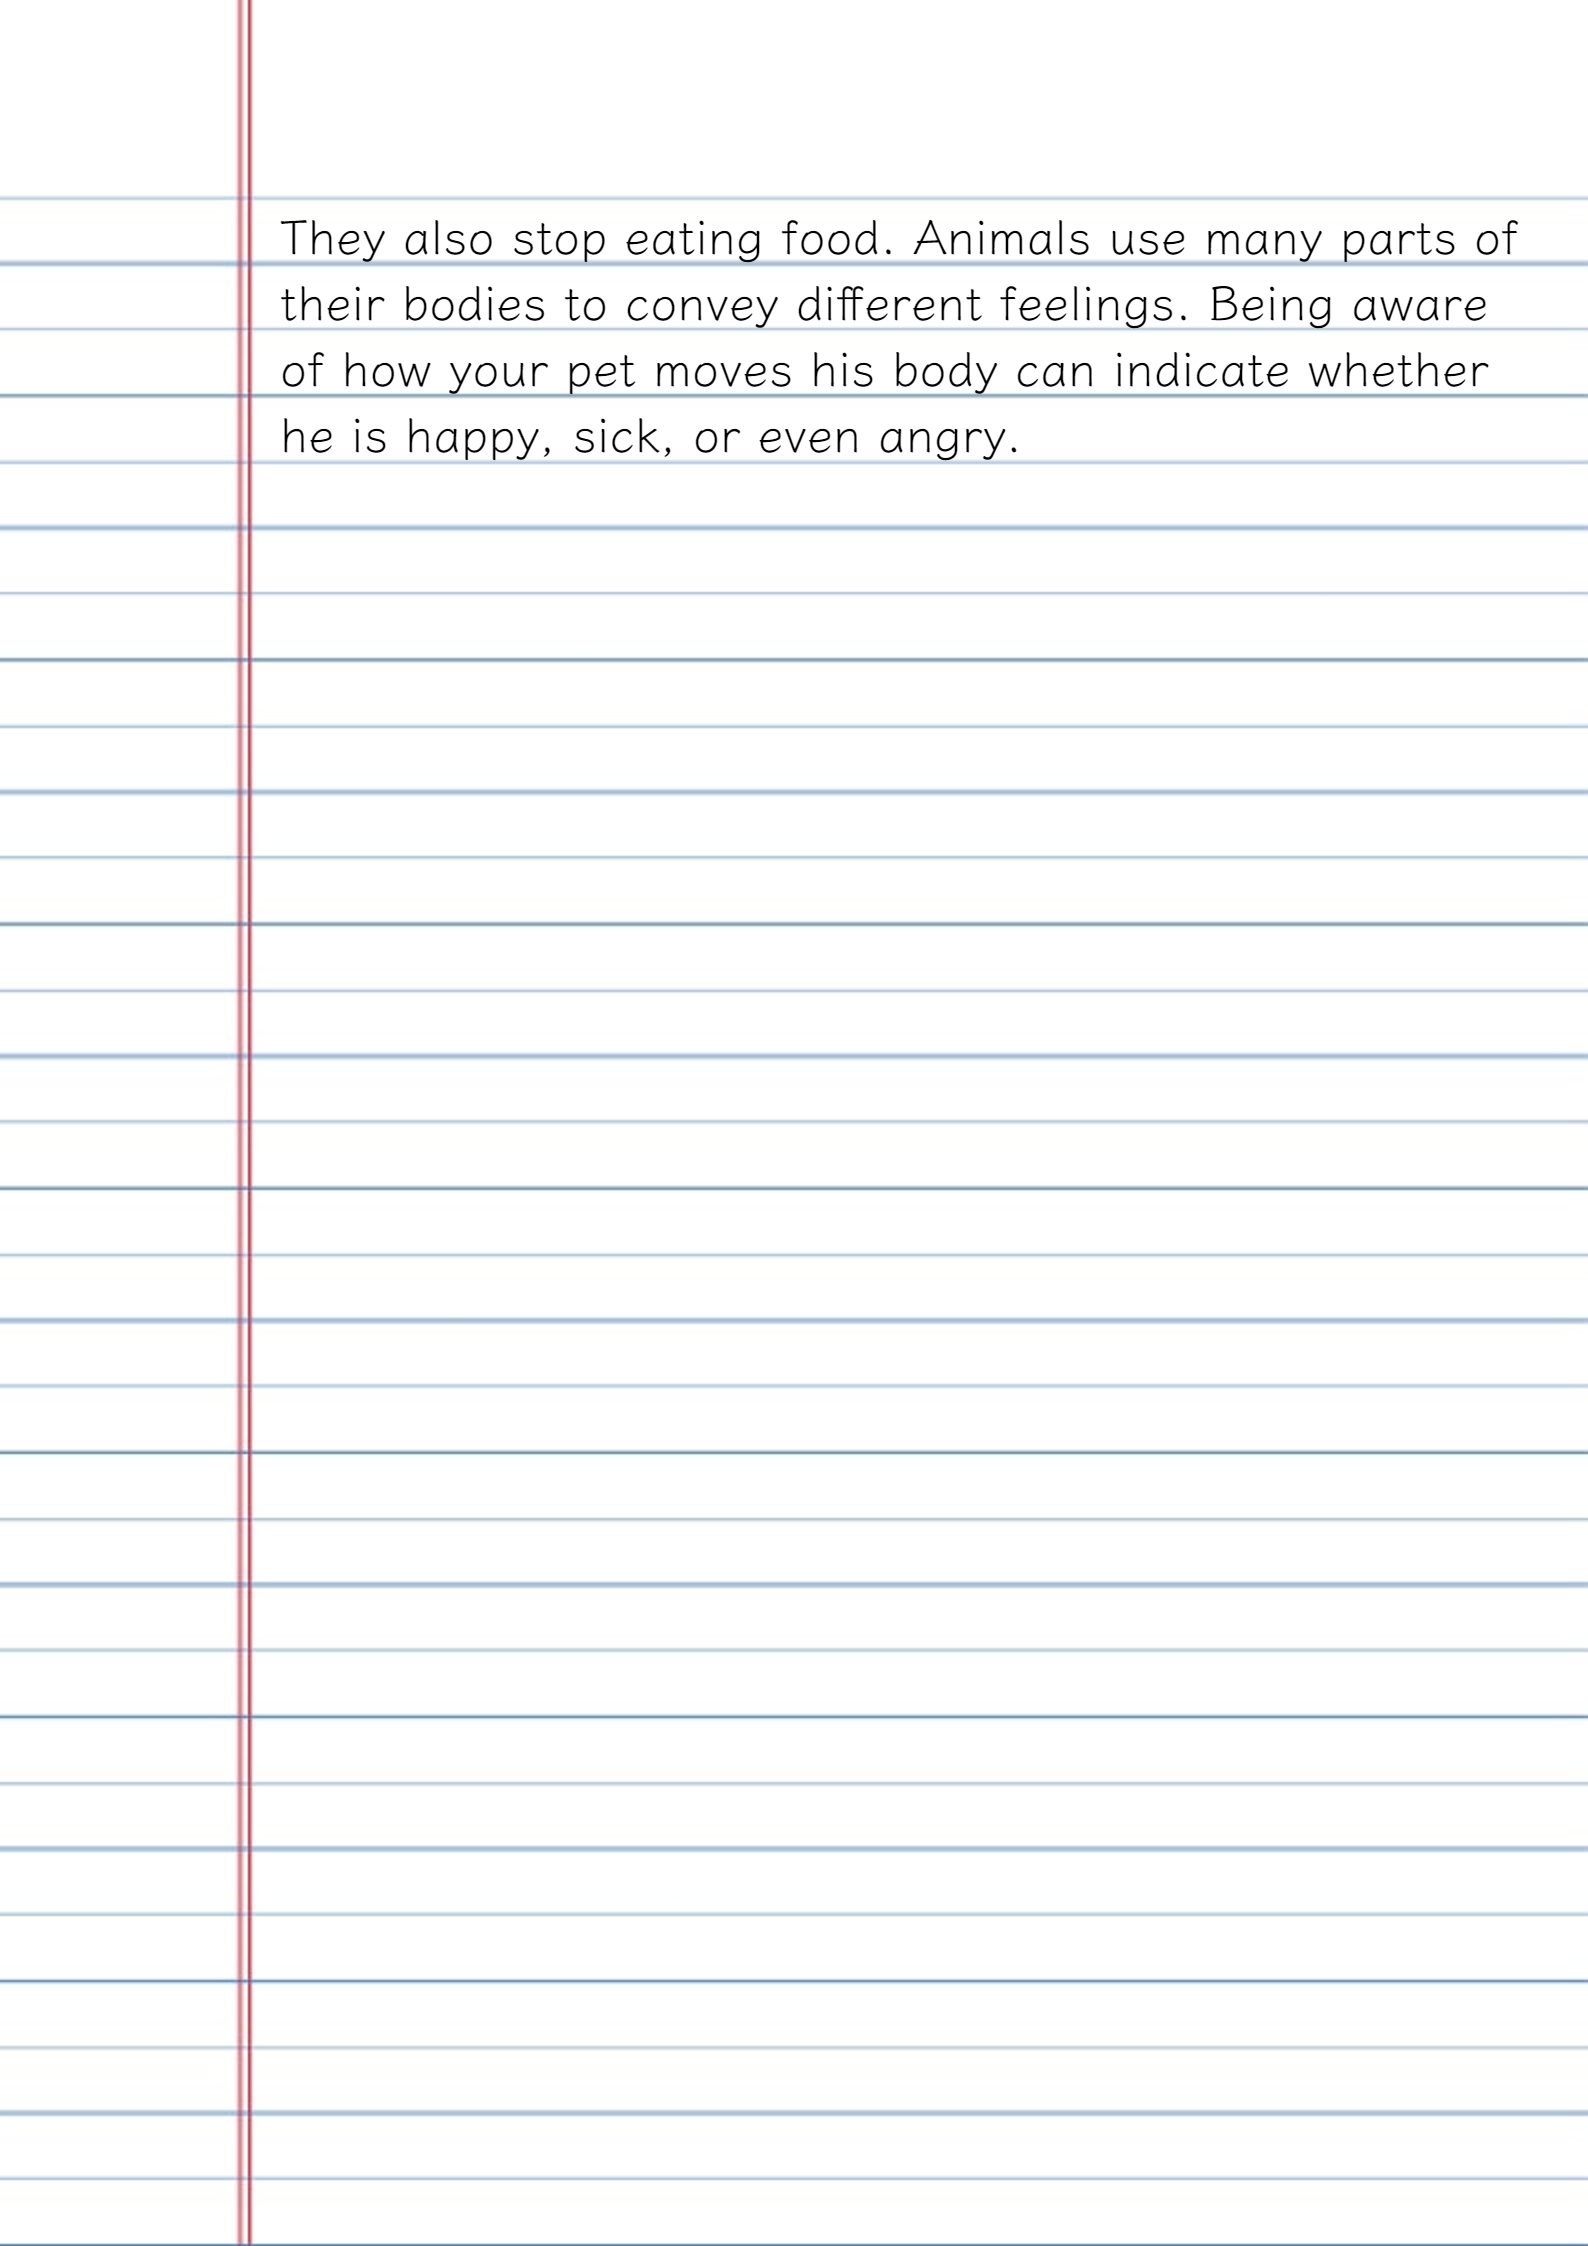 They also stop eating food. Animals use many parts of
their bodies to convey different feelings. Being aware
of how your pet moves his body can indicate whether
he is happy, sick, or even angry.